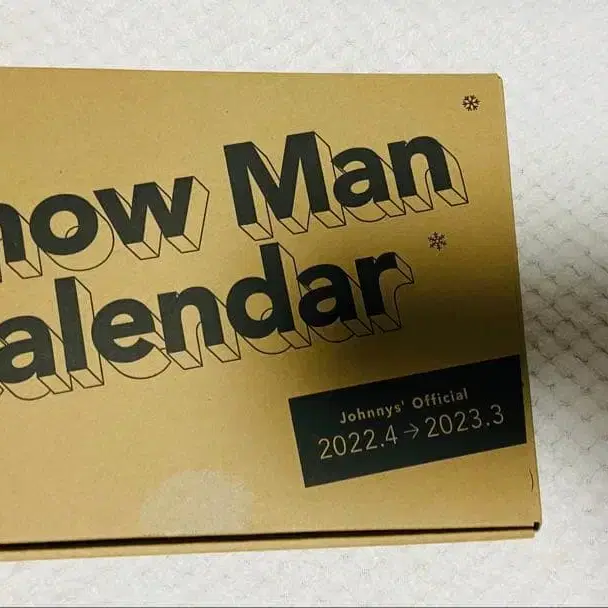 now Man
alendar
Johnnys' Official
2022.4→2023.3